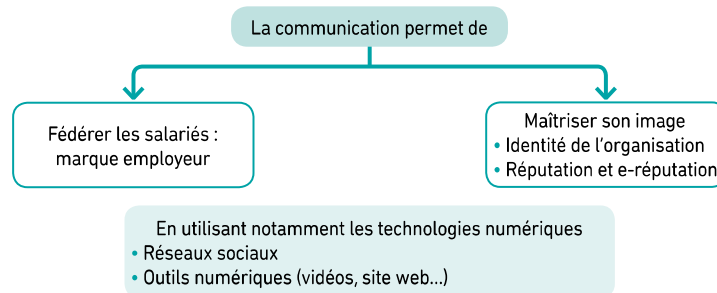 La communication permet de
Fédérer les salariés :
marque employeur
Maîtriser son image
• Identité de l'organisation
• Réputation et e-réputation
En utilisant notamment les technologies numériques
• Réseaux sociaux
• Outils numériques (vidéos, site web...)